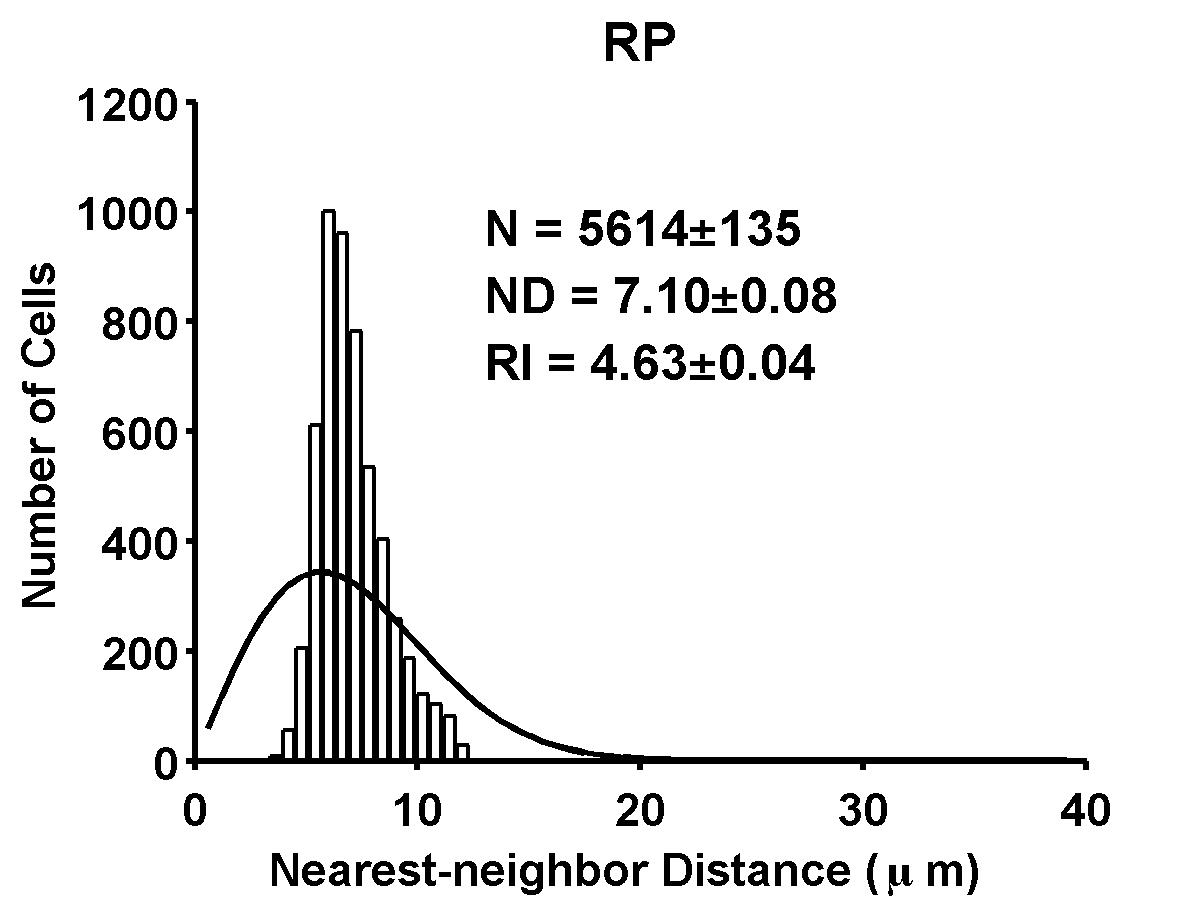 RP
1200
1000
800
600
400
200
0
Number of Cells
N = 5614±135
ND = 7.10±0.08
RI = 4.63±0.04
0 10 20 30 40
Nearest-neighbor Distance (μ m)